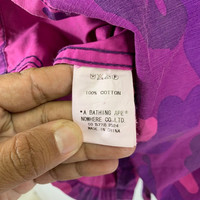 100% COTTON
"A BATHING APE"
NOWHERE CO.LTD
MADE IN CHINA